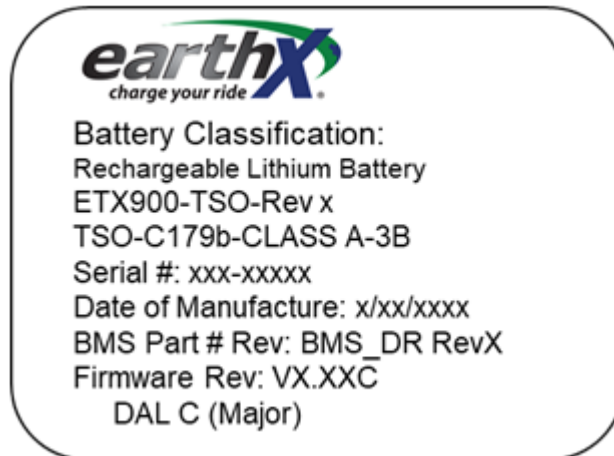 earthX
charge your ride
Battery Classification:
Rechargeable Lithium Battery
ETX900-TSO-Rev x
TSO-C179b-CLASS A-3B
Serial #: xxx-xxxxx
Date of Manufacture: x/xx/xxxx
BMS Part # Rev: BMS_DR RevX
Firmware Rev: VX.XXC
DAL C (Major)